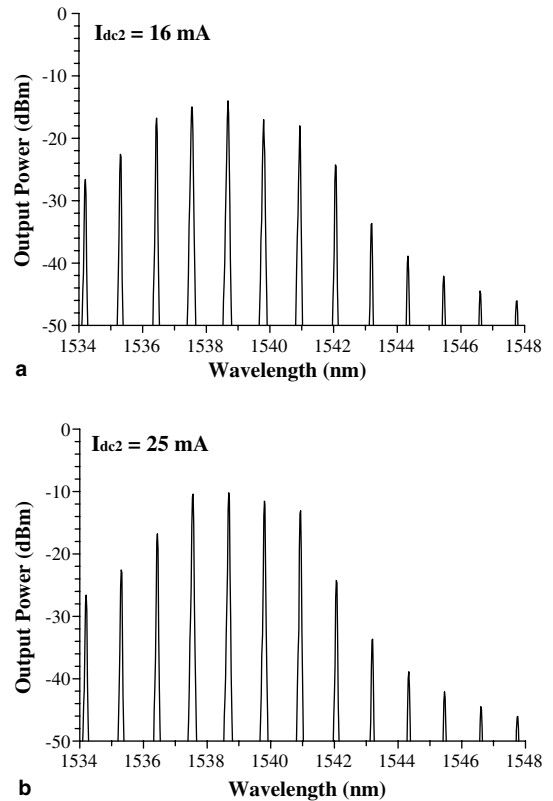 I_dc2 = 16 mA
Output Power (dBm)
0
-10
-20
-30
-40
-50
1534 1536 1538 1540 1542 1544 1546 1548
Wavelength (nm)
a
I_dc2 = 25 mA
Output Power (dBm)
0
-10
-20
-30
-40
-50
1534 1536 1538 1540 1542 1544 1546 1548
Wavelength (nm)
b